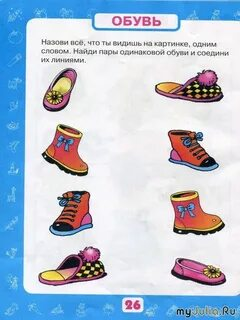 ОБУВЬ
Назови всё, что ты видишь на картинке, одним
словом. Найди пары одинаковой обуви и соедини
их линиями.
26
myJulia.Ru